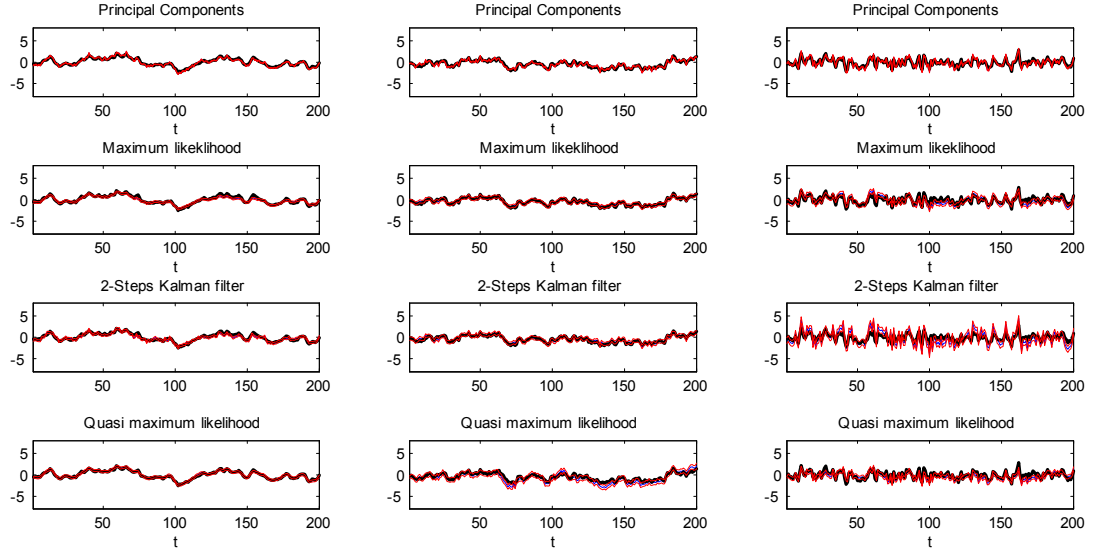 Principal Components Principal Components Principal Components
5 5 5
0 0 0
-5 -5 -5
50 100 150 200 50 100 150 200 50 100 150 200
t t t
Maximum likeklihood Maximum likeklihood Maximum likeklihood
5 5 5
0 0 0
-5 -5 -5
50 100 150 200 50 100 150 200 50 100 150 200
t t t
2-Steps Kalman filter 2-Steps Kalman filter 2-Steps Kalman filter
5 5 5
0 0 0
-5 -5 -5
50 100 150 200 50 100 150 200 50 100 150 200
t t t
Quasi maximum likelihood Quasi maximum likelihood Quasi maximum likelihood
5 5 5
0 0 0
-5 -5 -5
50 100 150 200 50 100 150 200 50 100 150 200
t t t